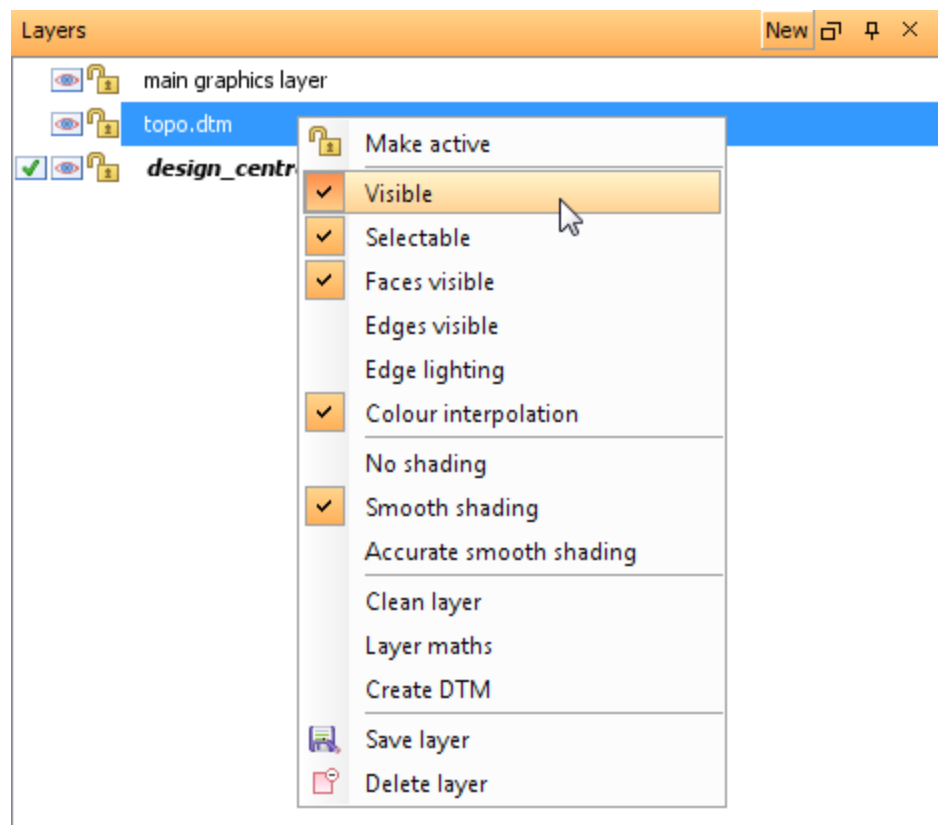 Layers New
main graphics layer
topo.dtm
design_centr
Make active
Visible
Selectable
Faces visible
Edges visible
Edge lighting
Colour interpolation
No shading
Smooth shading
Accurate smooth shading
Clean layer
Layer maths
Create DTM
Save layer
Delete layer